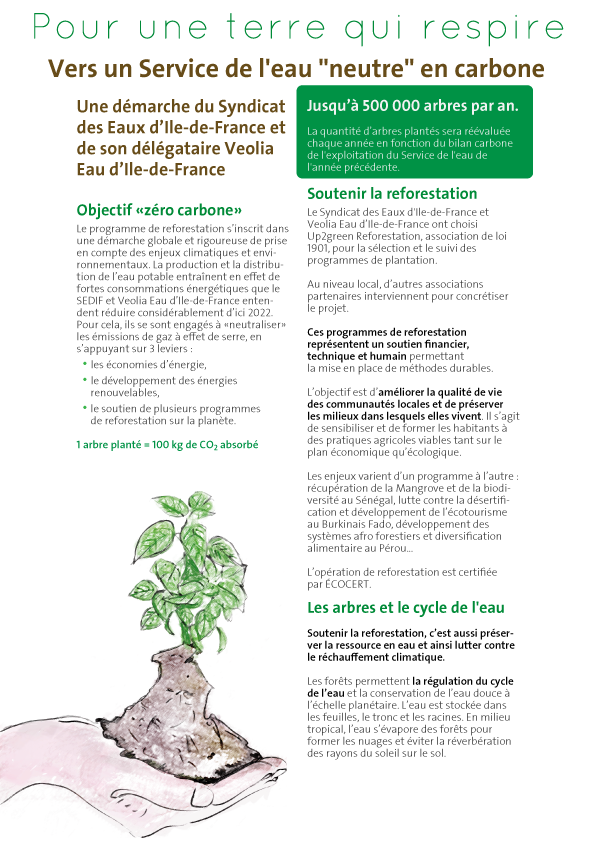 Pour une terre qui respire
Vers un Service de l'eau "neutre" en carbone
Une démarche du Syndicat
des Eaux d’Ile-de-France et
de son délégataire Veolia
Eau d’Ile-de-France
Objectif «zéro carbone»
Le programme de reforestation s’inscrit dans
une démarche globale et rigoureuse de prise
en compte des enjeux climatiques et envi-
ronnementaux. La production et la distribu-
tion de l’eau potable entraînent en effet de
fortes consommations énergétiques que le
SEDIF et Veolia Eau d’Ile-de-France enten-
dent réduire considérablement d’ici 2022.
Pour cela, ils se sont engagés à «neutraliser»
les émissions de gaz à effet de serre, en
s’appuyant sur 3 leviers :
• les économies d’énergie,
• le développement des énergies
renouvelables,
• le soutien de plusieurs programmes
de reforestation sur la planète.
1 arbre planté = 100 kg de CO₂ absorbé
Jusqu’à 500 000 arbres par an.
La quantité d’arbres plantés sera réévaluée
chaque année en fonction du bilan carbone
de l’exploitation du Service de l’eau de
l’année précédente.
Soutenir la reforestation
Le Syndicat des Eaux d’Ile-de-France et
Veolia Eau d’Ile-de-France ont choisi
Up2green Reforestation, association de loi
1901, pour la sélection et le suivi des
programmes de plantation.
Au niveau local, d’autres associations
partenaires interviennent pour concrétiser
le projet.
Ces programmes de reforestation
représentent un soutien financier,
technique et humain permettant
la mise en place de méthodes durables.
L’objectif est d’améliorer la qualité de vie
des communautés locales et de préserver
les milieux dans lesquels elles vivent. Il s’agit
de sensibiliser et de former les habitants à
des pratiques agricoles viables tant sur le
plan économique qu’écologique.
Les enjeux varient d’un programme à l’autre :
récupération de la Mangrove et de la biodi-
versité au Sénégal, lutte contre la désertifi-
cation et développement de l’écotourisme
au Burkinais Fado, développement des
systèmes afro forestiers et diversification
alimentaire au Pérou...
L’opération de reforestation est certifiée
par ÉCOCERT.
Les arbres et le cycle de l'eau
Soutenir la reforestation, c’est aussi préser-
ver la ressource en eau et ainsi lutter contre
le réchauffement climatique.
Les forêts permettent la régulation du cycle
de l’eau et la conservation de l’eau douce à
l’échelle planétaire. L’eau est stockée dans
les feuilles, le tronc et les racines. En milieu
tropical, l’eau s’évapore des forêts pour
former les nuages et éviter la réverbération
des rayons du soleil sur le sol.